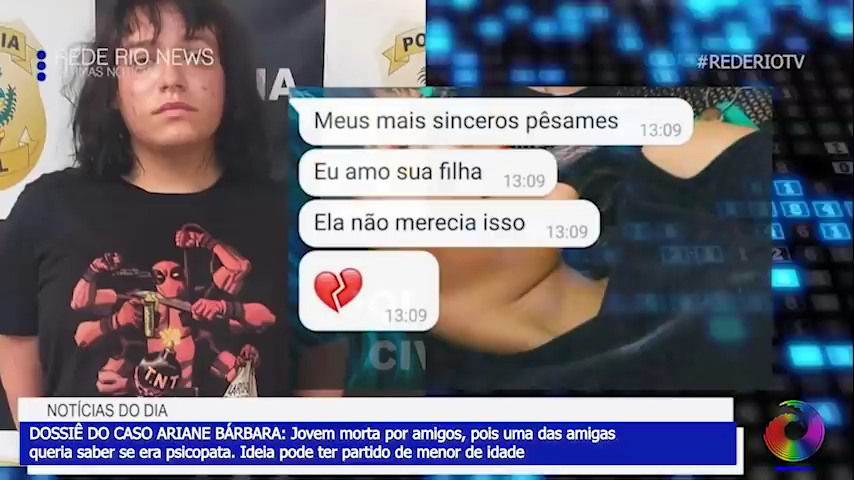 REDE RIO NEWS
#REDERIOTV
Meus mais sinceros pêsames 13:09
Eu amo sua filha 13:09
Ela não merecia isso 13:09
💔 13:09
T.N.T
NOTÍCIAS DO DIA
DOSSIÊ DO CASO ARIANE BÁRBARA: Jovem morta por amigos, pois uma das amigas
queria saber se era psicopata. Ideia pode ter partido de menor de idade